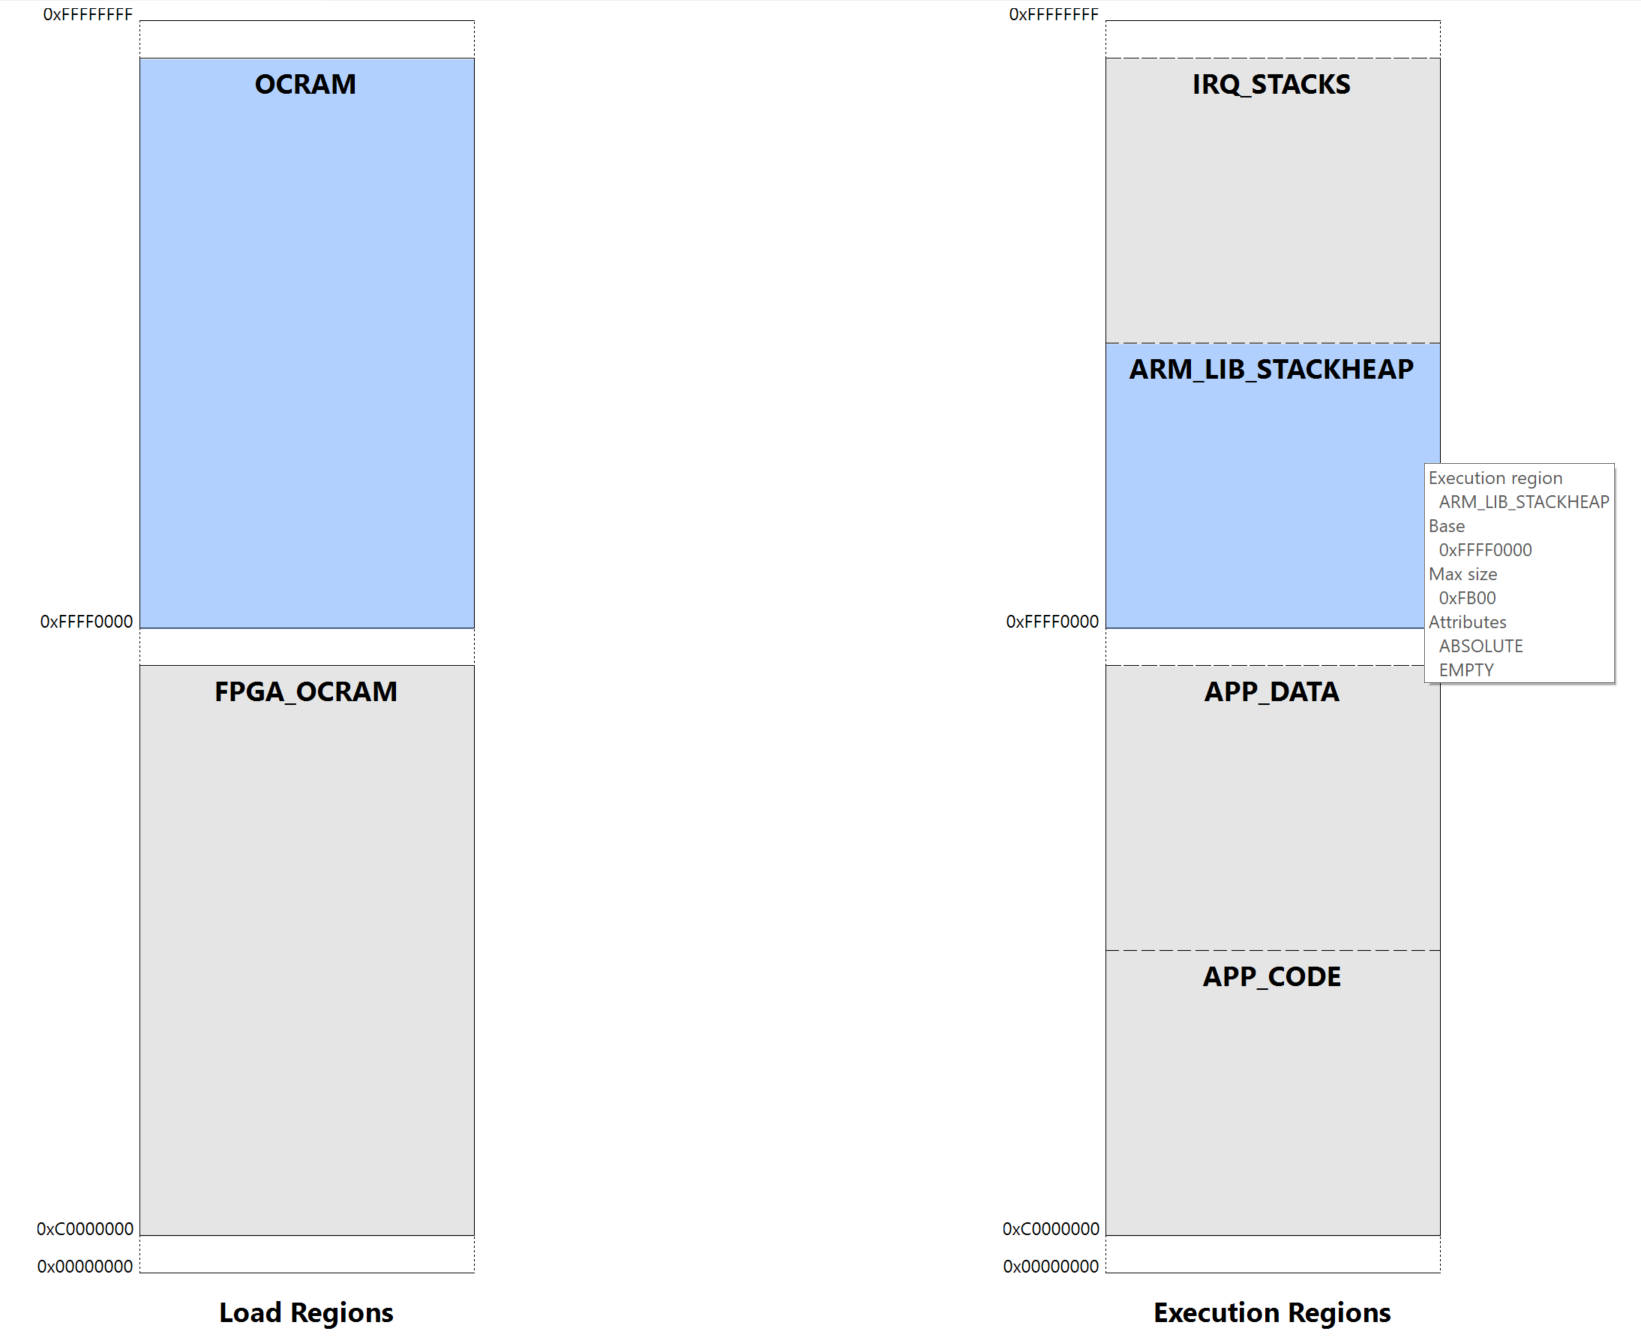 0xFFFFFFFF
OCRAM
0xFFFF0000
FPGA_OCRAM
0xC0000000
0x00000000
Load Regions
0xFFFFFFFF
IRQ_STACKS
ARM_LIB_STACKHEAP
0xFFFF0000
Execution region
ARM_LIB_STACKHEAP
Base
0xFFFF0000
Max size
0xFB00
Attributes
ABSOLUTE
EMPTY
APP_DATA
APP_CODE
0xC0000000
0x00000000
Execution Regions